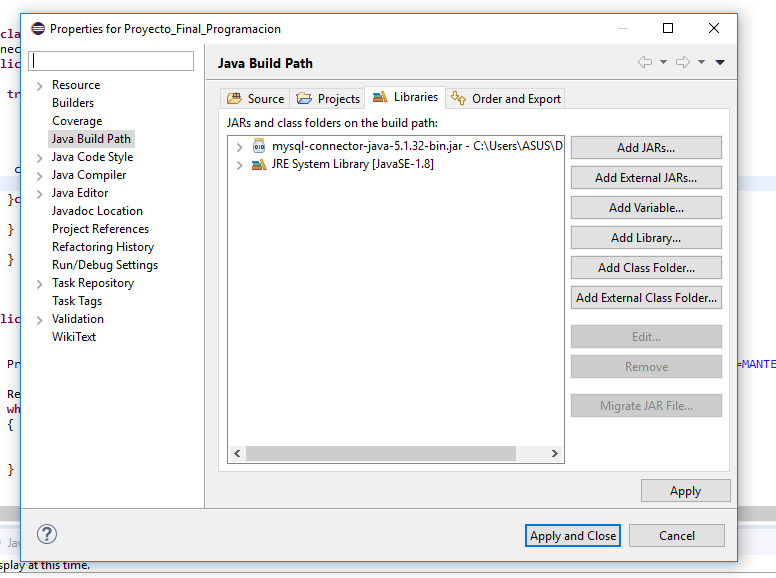 Properties for Proyecto_Final_Programacion
Java Build Path
Resource
Builders
Coverage
Java Build Path
Java Code Style
Java Compiler
Java Editor
Javadoc Location
Project References
Refactoring History
Run/Debug Settings
Task Repository
Task Tags
Validation
WikiText
Source
Projects
Libraries
Order and Export
JARs and class folders on the build path:
mysql-connector-java-5.1.32-bin.jar - C:\Users\ASUS\D
JRE System Library [JavaSE-1.8]
Add JARs...
Add External JARs...
Add Variable...
Add Library...
Add Class Folder...
Add External Class Folder...
Edit...
Remove
Migrate JAR File...
Apply
?
Apply and Close
Cancel
cla
nec
lic
tr
c
}c
}
}
lic
Pr
=MANTE
Re
wh
{
}
Jav
splay at this time.